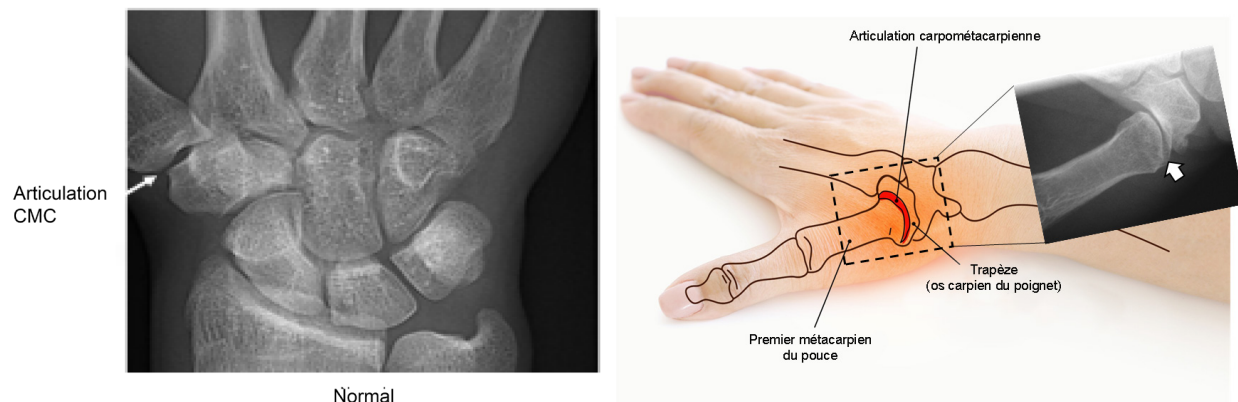 Articulation
CMC
Normal
Articulation carpométacarpienne
Trapèze
(os carpien du poignet)
Premier métacarpien
du pouce